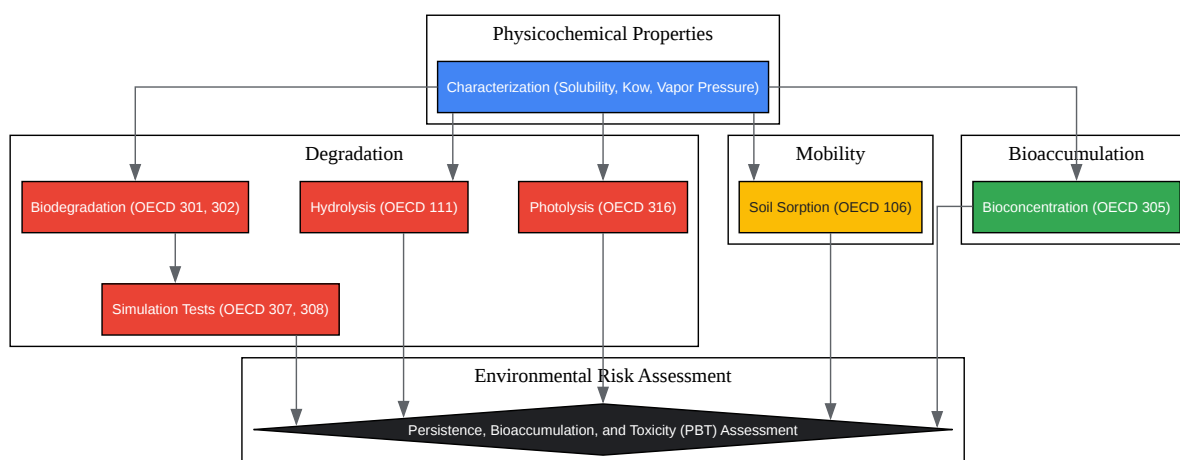 Physicochemical Properties
Characterization (Solubility, Kow, Vapor Pressure)
Degradation
Mobility
Bioaccumulation
Biodegradation (OECD 301, 302)
Hydrolysis (OECD 111)
Photolysis (OECD 316)
Soil Sorption (OECD 106)
Bioconcentration (OECD 305)
Simulation Tests (OECD 307, 308)
Environmental Risk Assessment
Persistence, Bioaccumulation, and Toxicity (PBT) Assessment